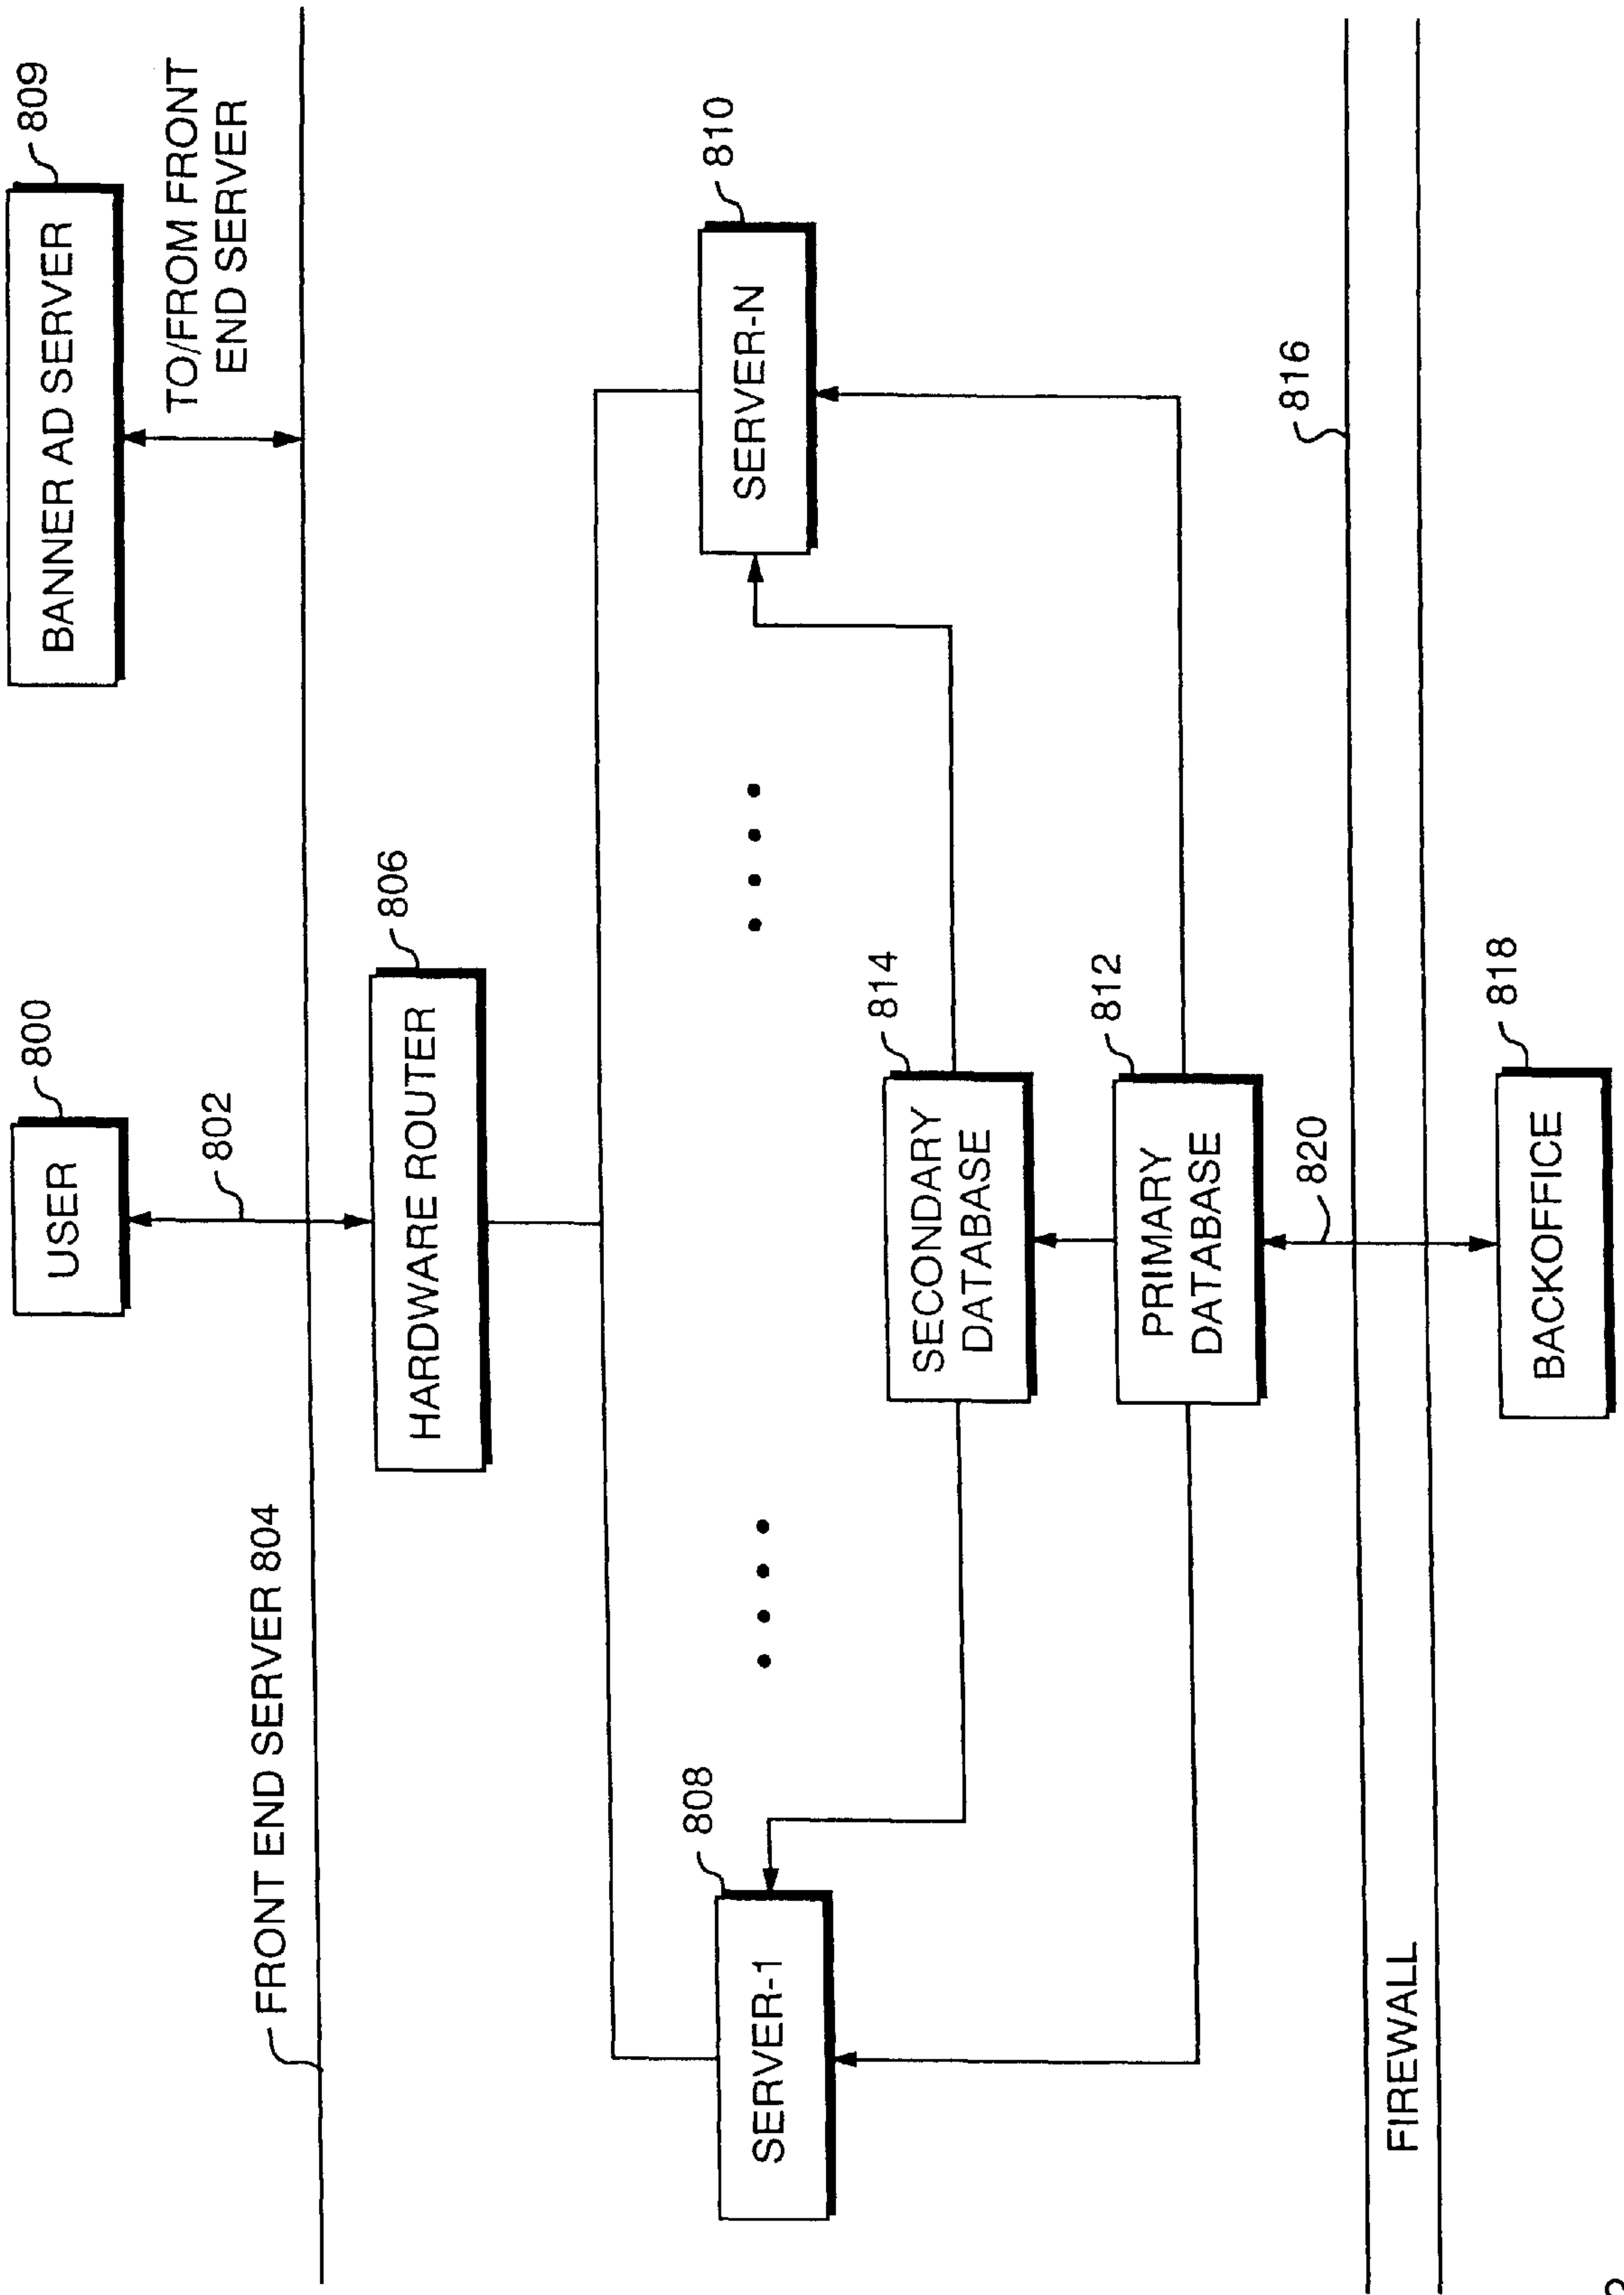 USER
800
BANNER AD SERVER
809
802
TO/FROM FRONT
END SERVER
FRONT END SERVER 804
HARDWARE ROUTER
806
SERVER-1
808
SERVER-N
810
SECONDARY
DATABASE
814
PRIMARY
DATABASE
812
820
816
FIREWALL
BACKOFFICE
818